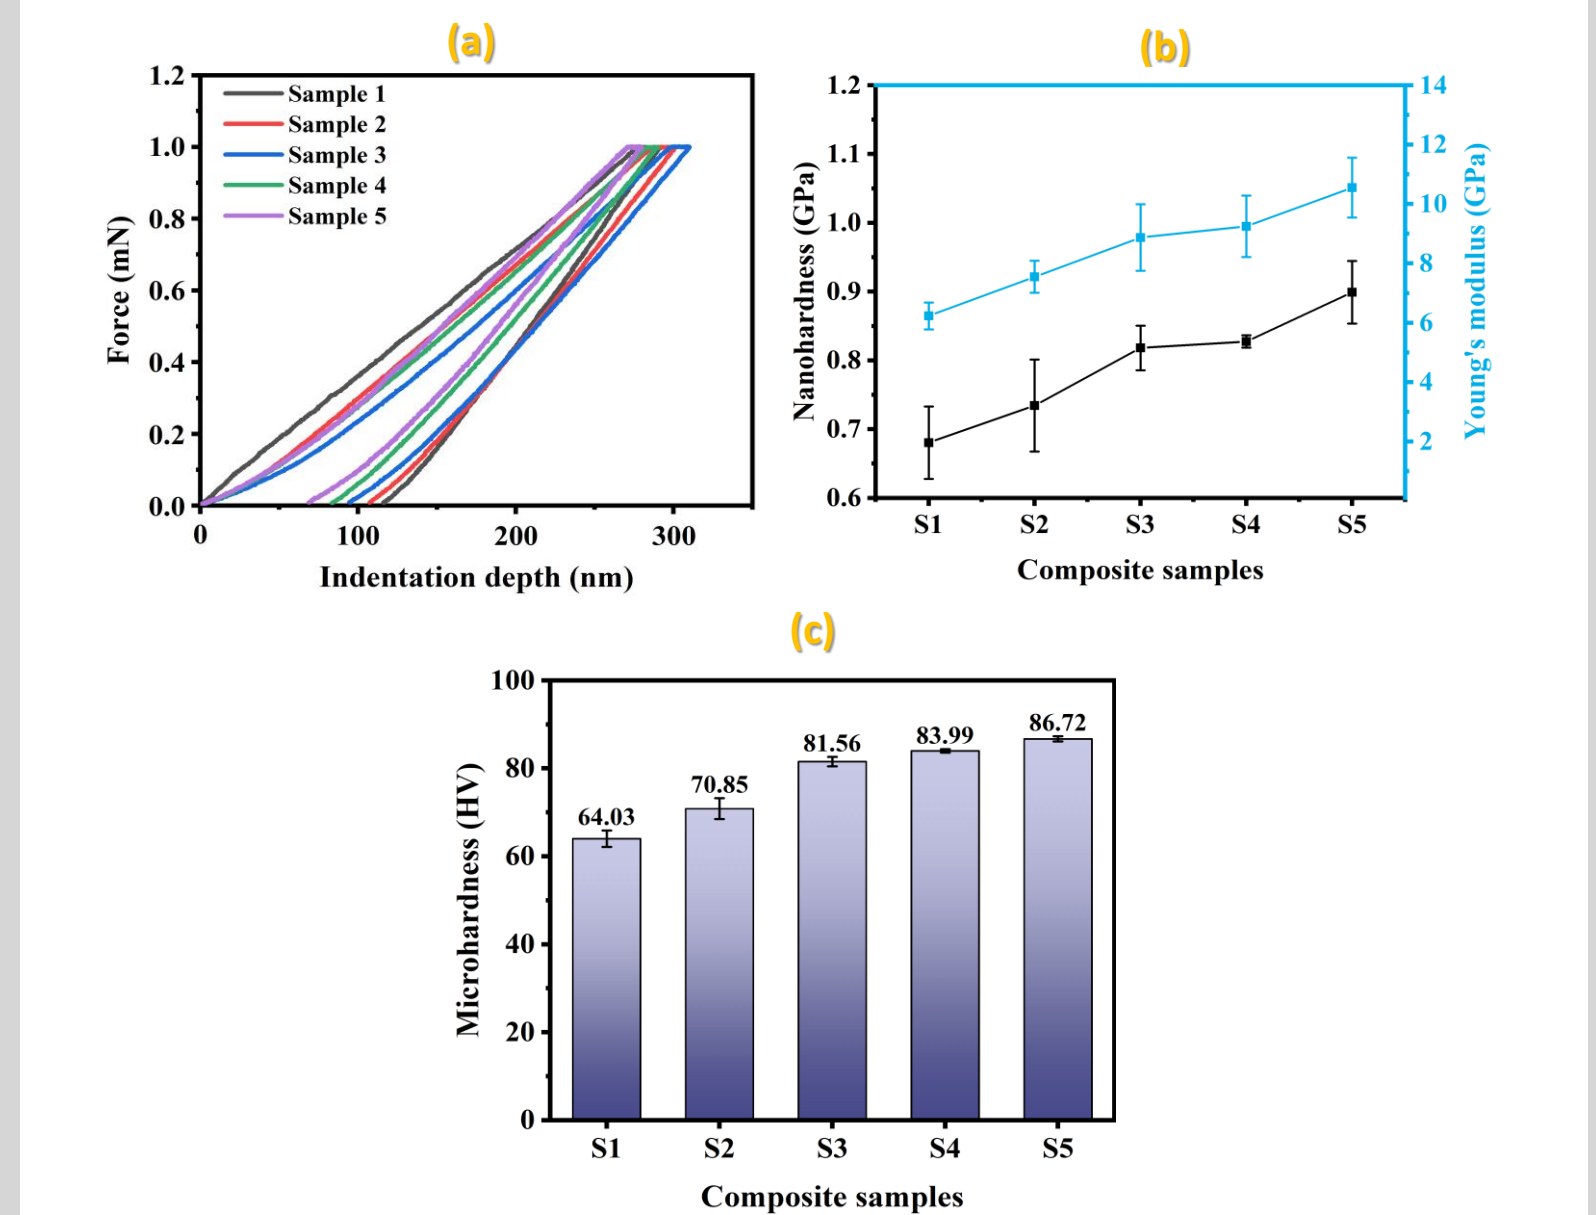 (a)
1.2
1.0
0.8
0.6
0.4
0.2
0.0
Force (mN)
Sample 1
Sample 2
Sample 3
Sample 4
Sample 5
0 100 200 300
Indentation depth (nm)
(b)
1.2
1.1
1.0
0.9
0.8
0.7
0.6
Nanohardness (GPa)
14
12
10
8
6
4
2
Young's modulus (GPa)
S1 S2 S3 S4 S5
Composite samples
(c)
100
80
60
40
20
0
Microhardness (HV)
64.03 70.85 81.56 83.99 86.72
S1 S2 S3 S4 S5
Composite samples